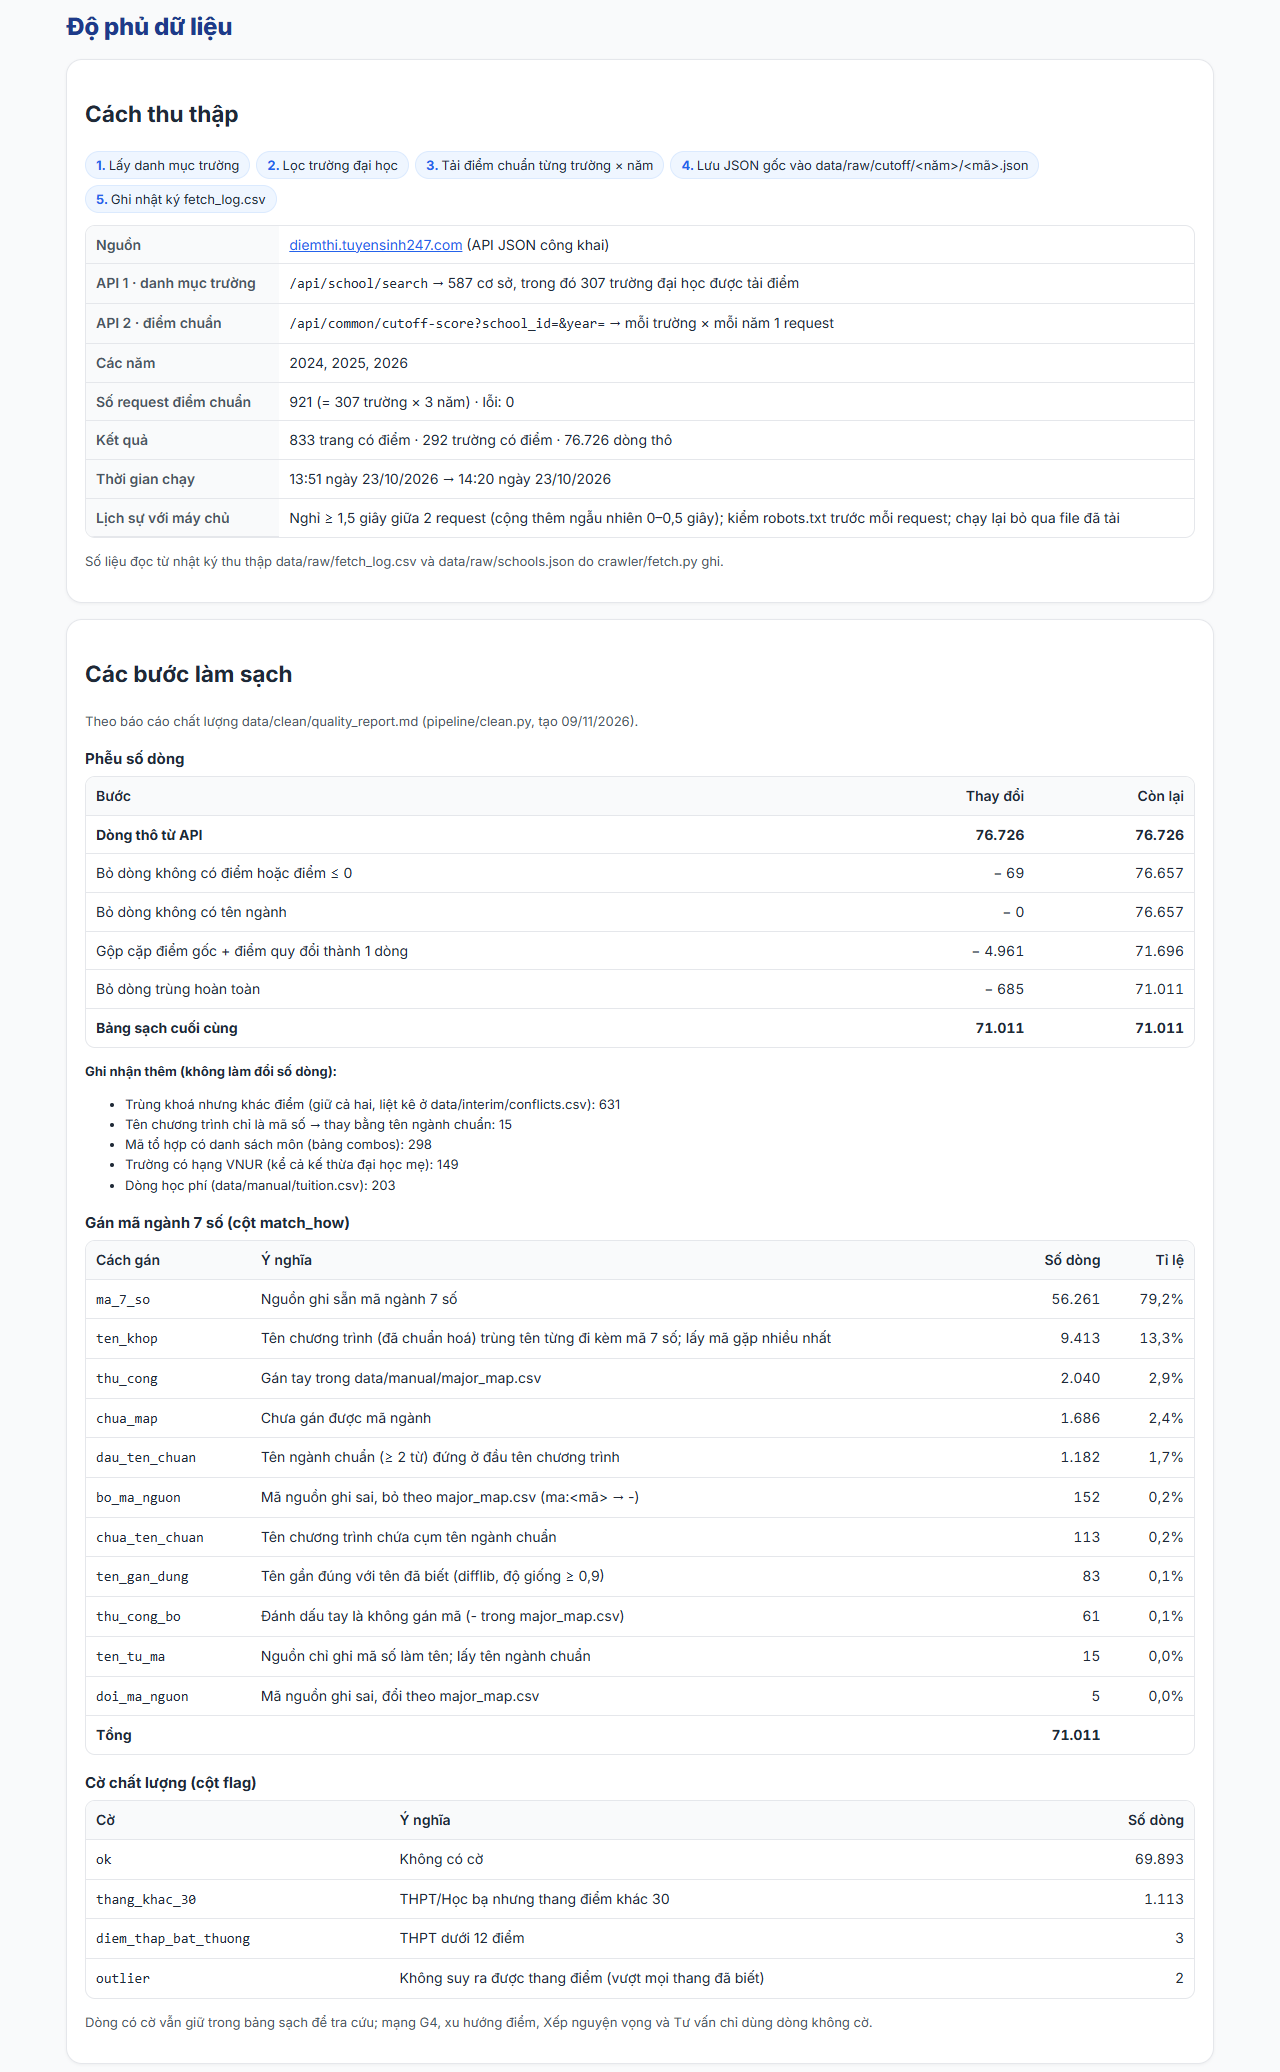 Độ phủ dữ liệu
Cách thu thập
1. Lấy danh mục trường 2. Lọc trường đại học 3. Tải điểm chuẩn từng trường × năm 4. Lưu JSON gốc vào data/raw/cutoff/<năm>/<mã>.json
5. Ghi nhật ký fetch_log.csv
Nguồn diemthi.tuyensinh247.com (API JSON công khai)
API 1 · danh mục trường /api/school/search → 587 cơ sở, trong đó 307 trường đại học được tải điểm
API 2 · điểm chuẩn /api/common/cutoff-score?school_id=&year= → mỗi trường × mỗi năm 1 request
Các năm 2024, 2025, 2026
Số request điểm chuẩn 921 (= 307 trường × 3 năm) · lỗi: 0
Kết quả 833 trang có điểm · 292 trường có điểm · 76.726 dòng thô
Thời gian chạy 13:51 ngày 23/10/2026 → 14:20 ngày 23/10/2026
Lịch sự với máy chủ Nghỉ ≥ 1,5 giây giữa 2 request (cộng thêm ngẫu nhiên 0–0,5 giây); kiểm robots.txt trước mỗi request; chạy lại bỏ qua file đã tải
Số liệu đọc từ nhật ký thu thập data/raw/fetch_log.csv và data/raw/schools.json do crawler/fetch.py ghi.
Các bước làm sạch
Theo báo cáo chất lượng data/clean/quality_report.md (pipeline/clean.py, tạo 09/11/2026).
Phễu số dòng
Bước Thay đổi Còn lại
Dòng thô từ API 76.726 76.726
Bỏ dòng không có điểm hoặc điểm ≤ 0 − 69 76.657
Bỏ dòng không có tên ngành − 0 76.657
Gộp cặp điểm gốc + điểm quy đổi thành 1 dòng − 4.961 71.696
Bỏ dòng trùng hoàn toàn − 685 71.011
Bảng sạch cuối cùng 71.011 71.011
Ghi nhận thêm (không làm đổi số dòng):
• Trùng khoá nhưng khác điểm (giữ cả hai, liệt kê ở data/interim/conflicts.csv): 631
• Tên chương trình chỉ là mã số → thay bằng tên ngành chuẩn: 15
• Mã tổ hợp có danh sách môn (bảng combos): 298
• Trường có hạng VNUR (kể cả kế thừa đại học mẹ): 149
• Dòng học phí (data/manual/tuition.csv): 203
Gán mã ngành 7 số (cột match_how)
Cách gán Ý nghĩa Số dòng Tỉ lệ
ma_7_so Nguồn ghi sẵn mã ngành 7 số 56.261 79,2%
ten_khop Tên chương trình (đã chuẩn hoá) trùng tên từng đi kèm mã 7 số; lấy mã gặp nhiều nhất 9.413 13,3%
thu_cong Gán tay trong data/manual/major_map.csv 2.040 2,9%
chua_map Chưa gán được mã ngành 1.686 2,4%
dau_ten_chuan Tên ngành chuẩn (≥ 2 từ) đứng ở đầu tên chương trình 1.182 1,7%
bo_ma_nguon Mã nguồn ghi sai, bỏ theo major_map.csv (ma:<mã> → -) 152 0,2%
chua_ten_chuan Tên chương trình chứa cụm tên ngành chuẩn 113 0,2%
ten_gan_dung Tên gần đúng với tên đã biết (difflib, độ giống ≥ 0,9) 83 0,1%
thu_cong_bo Đánh dấu tay là không gán mã (- trong major_map.csv) 61 0,1%
ten_tu_ma Nguồn chỉ ghi mã số làm tên; lấy tên ngành chuẩn 15 0,0%
doi_ma_nguon Mã nguồn ghi sai, đổi theo major_map.csv 5 0,0%
Tổng 71.011
Cờ chất lượng (cột flag)
Cờ Ý nghĩa Số dòng
ok Không có cờ 69.893
thang_khac_30 THPT/Học bạ nhưng thang điểm khác 30 1.113
diem_thap_bat_thuong THPT dưới 12 điểm 3
outlier Không suy ra được thang điểm (vượt mọi thang đã biết) 2
Dòng có cờ vẫn giữ trong bảng sạch để tra cứu; mạng G4, xu hướng điểm, Xếp nguyện vọng và Tư vấn chỉ dùng dòng không cờ.